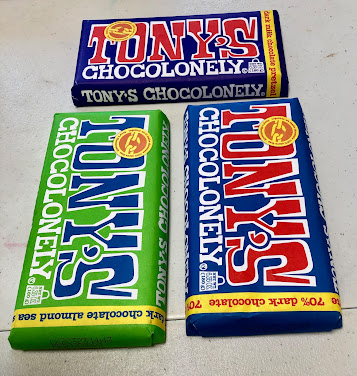 TONY'S
CHOCOLONELY
dark milk chocolate pretzel
TONY'S CHOCOLONELY
TONY'S
CHOCOLONELY
TONY'S CHOCOLONELY
dark chocolate almond sea
TONY'S
CHOCOLONELY
70% dark chocolate 70%